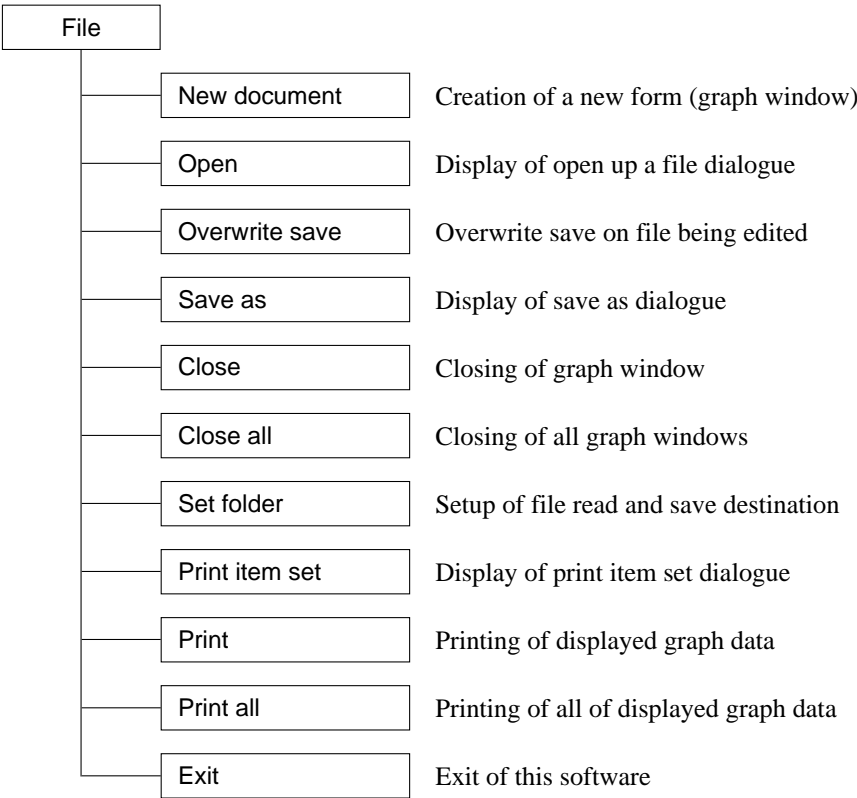 File
New document Creation of a new form (graph window)
Open Display of open up a file dialogue
Overwrite save Overwrite save on file being edited
Save as Display of save as dialogue
Close Closing of graph window
Close all Closing of all graph windows
Set folder Setup of file read and save destination
Print item set Display of print item set dialogue
Print Printing of displayed graph data
Print all Printing of all of displayed graph data
Exit Exit of this software